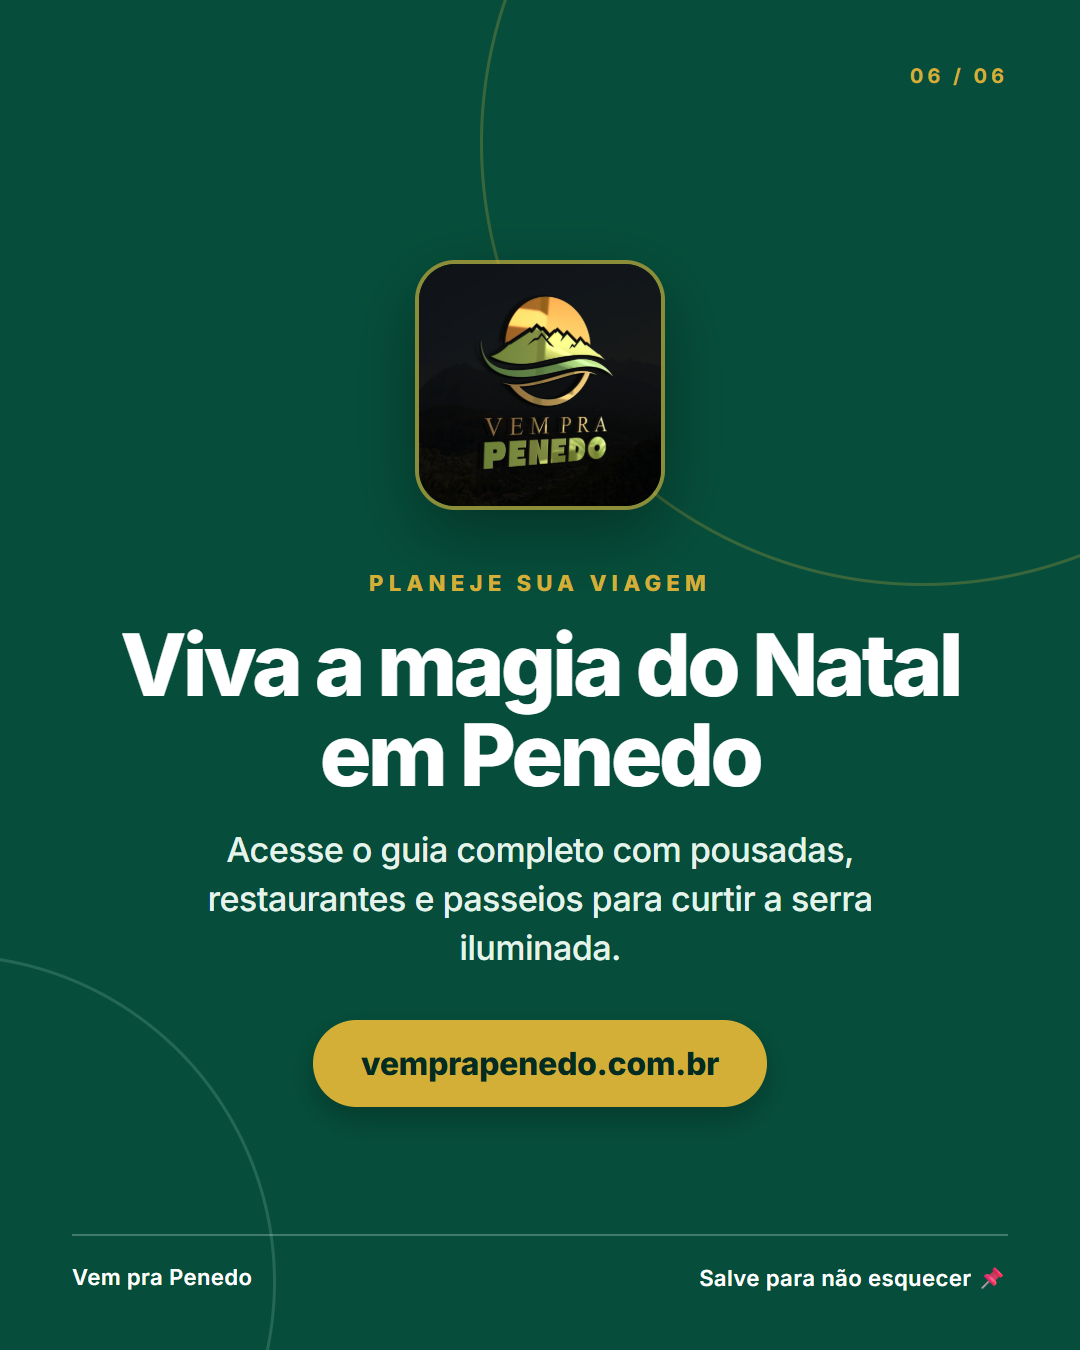 06 / 06
VEM PRA
PENEDO
PLANEJE SUA VIAGEM
Viva a magia do Natal
em Penedo
Acesse o guia completo com pousadas,
restaurantes e passeios para curtir a serra
iluminada.
vemprapenedo.com.br
Vem pra Penedo
Salve para não esquecer 📌